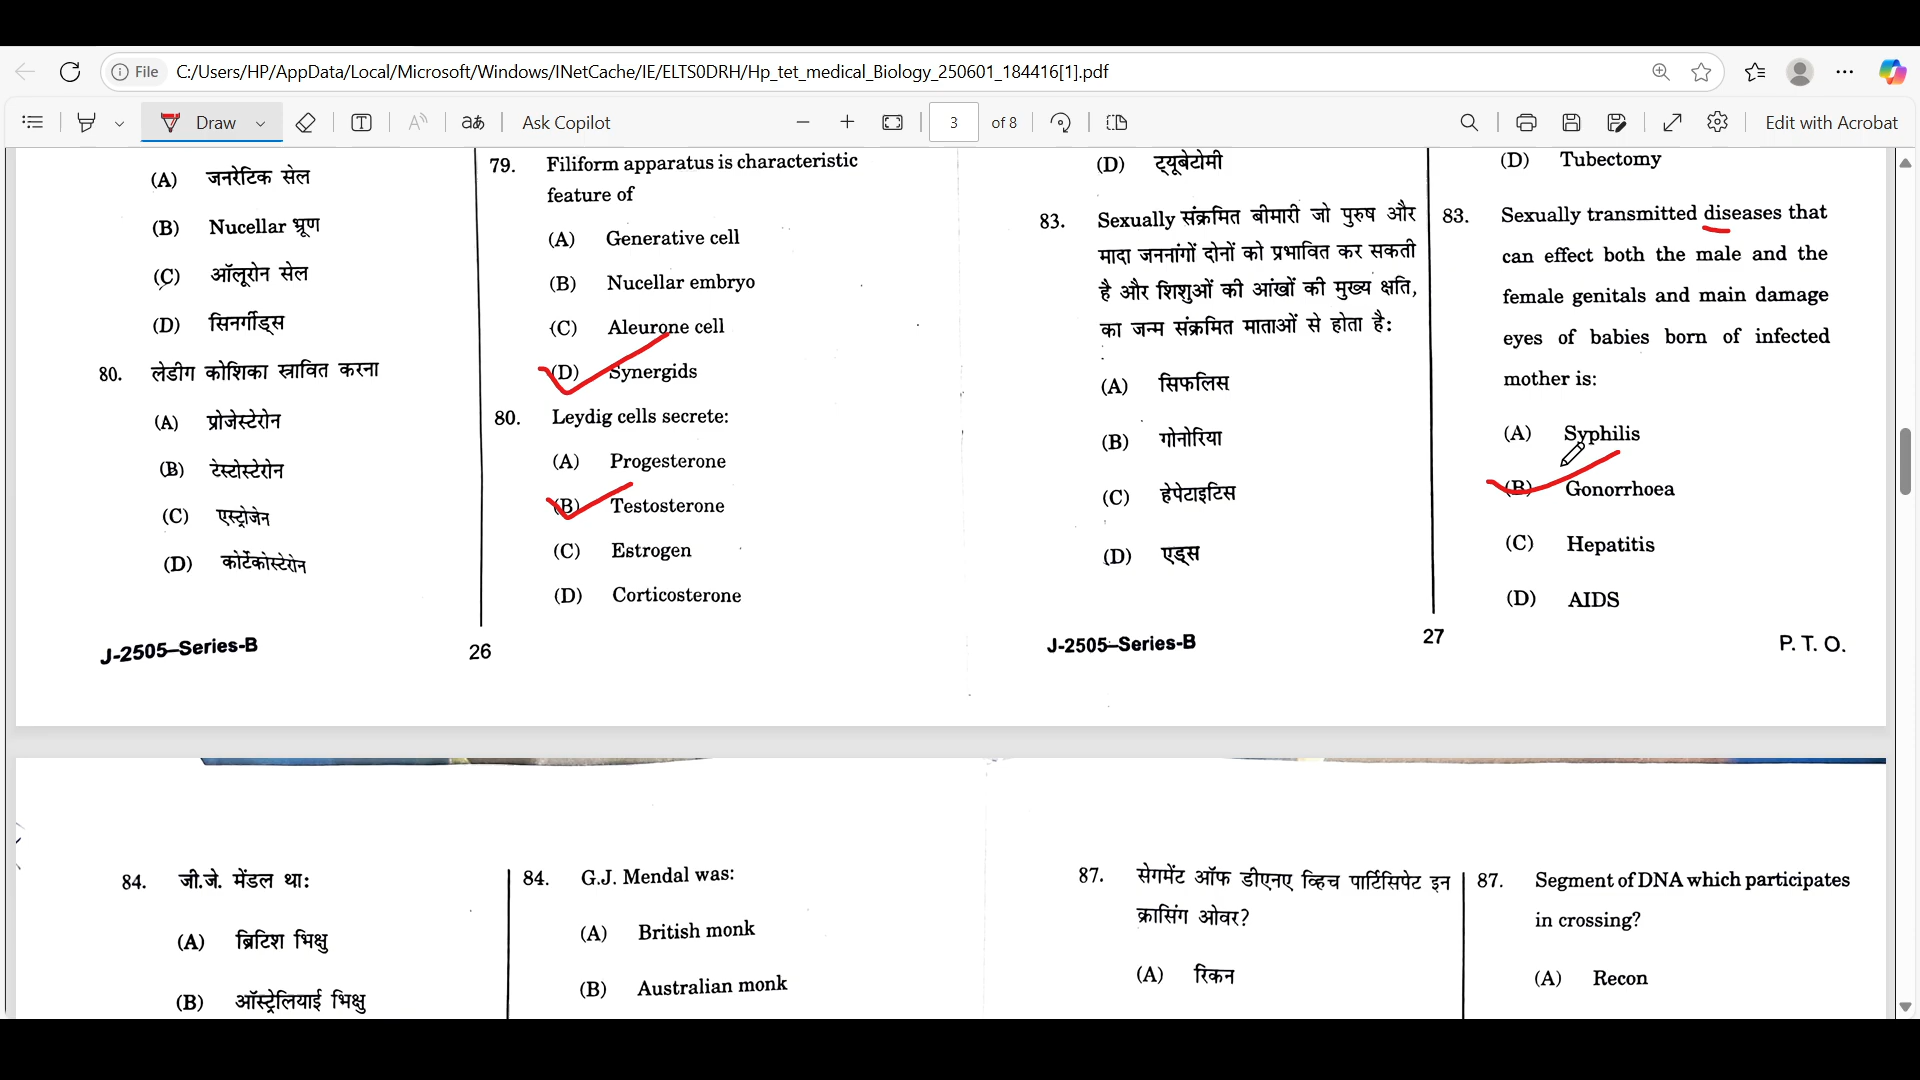 File
C:/Users/HP/AppData/Local/Microsoft/Windows/INetCache/IE/ELTS0DRH/Hp_tet_medical_Biology_250601_184416[1].pdf
Draw
aあ
Ask Copilot
3 of 8
Edit with Acrobat
(A) जनरेटिक सेल
(B) Nucellar भ्रूण
(C) ऑलूरोन सेल
(D) सिनर्गीड्स
80. लेडीग कोशिका स्त्रावित करना
(A) प्रोजेस्टेरोन
(B) टेस्टोस्टेरोन
(C) एस्ट्रोजेन
(D) कोर्टेकोस्टेरोन
79. Filiform apparatus is characteristic
feature of
(A) Generative cell
(B) Nucellar embryo
(C) Aleurone cell
(D) Synergids
80. Leydig cells secrete:
(A) Progesterone
(B) Testosterone
(C) Estrogen
(D) Corticosterone
J-2505–Series-B
26
(D) ट्यूबेटोमी
83. Sexually संक्रमित बीमारी जो पुरुष और
मादा जननांगों दोनों को प्रभावित कर सकती
है और शिशुओं की आंखों की मुख्य क्षति,
का जन्म संक्रमित माताओं से होता है:
(A) सिफलिस
(B) गोनोरिया
(C) हेपेटाइटिस
(D) एड्स
(D) Tubectomy
83. Sexually transmitted diseases that
can effect both the male and the
female genitals and main damage
eyes of babies born of infected
mother is:
(A) Syphilis
(B) Gonorrhoea
(C) Hepatitis
(D) AIDS
J-2505–Series-B
27
P. T. O.
84. जी.जे. मेंडल था:
(A) ब्रिटिश भिक्षु
(B) ऑस्ट्रेलियाई भिक्षु
84. G.J. Mendal was:
(A) British monk
(B) Australian monk
87. सेगमेंट ऑफ डीएनए व्हिच पार्टिसिपेट इन
क्रासिंग ओवर?
(A) रिकन
87. Segment of DNA which participates
in crossing?
(A) Recon